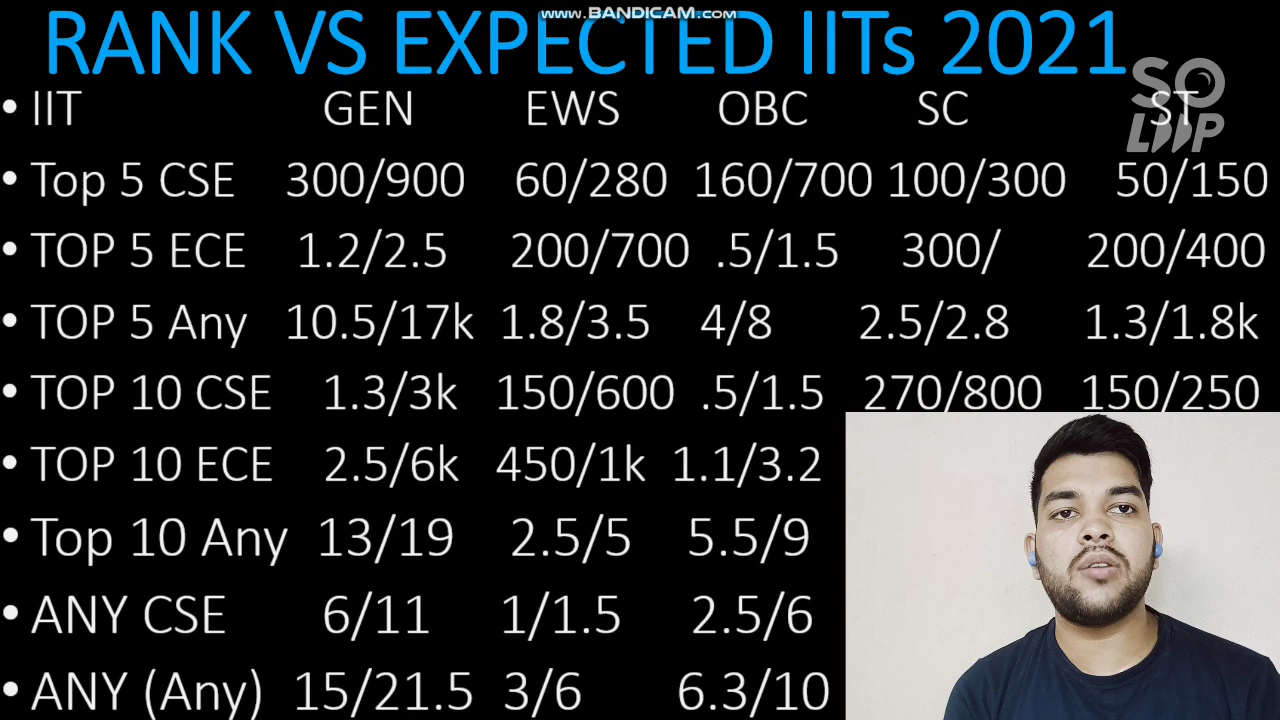 www.BANDICAM.com
RANK VS EXPECTED IITs 2021
SO
LOOP
• IIT GEN EWS OBC SC ST
• Top 5 CSE 300/900 60/280 160/700 100/300 50/150
• TOP 5 ECE 1.2/2.5 200/700 .5/1.5 300/ 200/400
• TOP 5 Any 10.5/17k 1.8/3.5 4/8 2.5/2.8 1.3/1.8k
• TOP 10 CSE 1.3/3k 150/600 .5/1.5 270/800 150/250
• TOP 10 ECE 2.5/6k 450/1k 1.1/3.2
• Top 10 Any 13/19 2.5/5 5.5/9
• ANY CSE 6/11 1/1.5 2.5/6
• ANY (Any) 15/21.5 3/6 6.3/10